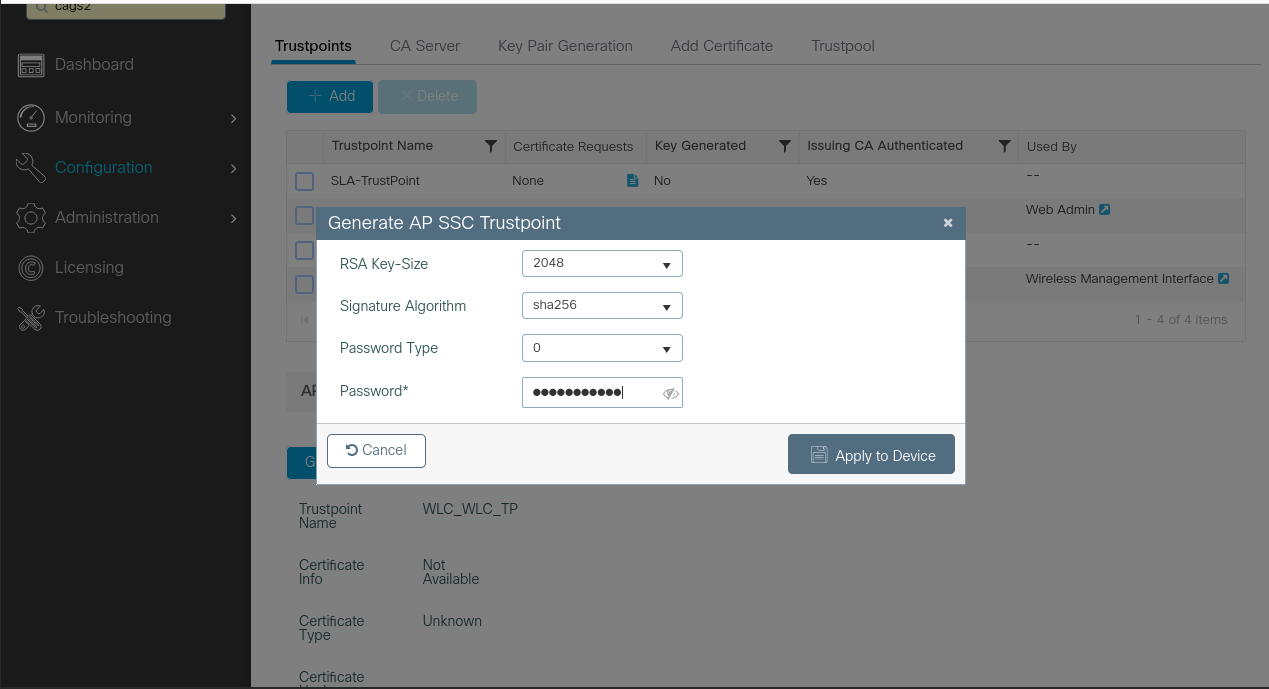 cags2
Dashboard
Monitoring
Configuration
Administration
Licensing
Troubleshooting
Trustpoints CA Server Key Pair Generation Add Certificate Trustpool
+ Add × Delete
Trustpoint Name Certificate Requests Key Generated Issuing CA Authenticated Used By
SLA-TrustPoint None No Yes --
Web Admin
--
Wireless Management Interface
1 - 4 of 4 items
Generate AP SSC Trustpoint ×
RSA Key-Size 2048
Signature Algorithm sha256
Password Type 0
Password* ●●●●●●●●●●●
Cancel Apply to Device
Trustpoint Name WLC_WLC_TP
Certificate Info Not Available
Certificate Type Unknown
Certificate